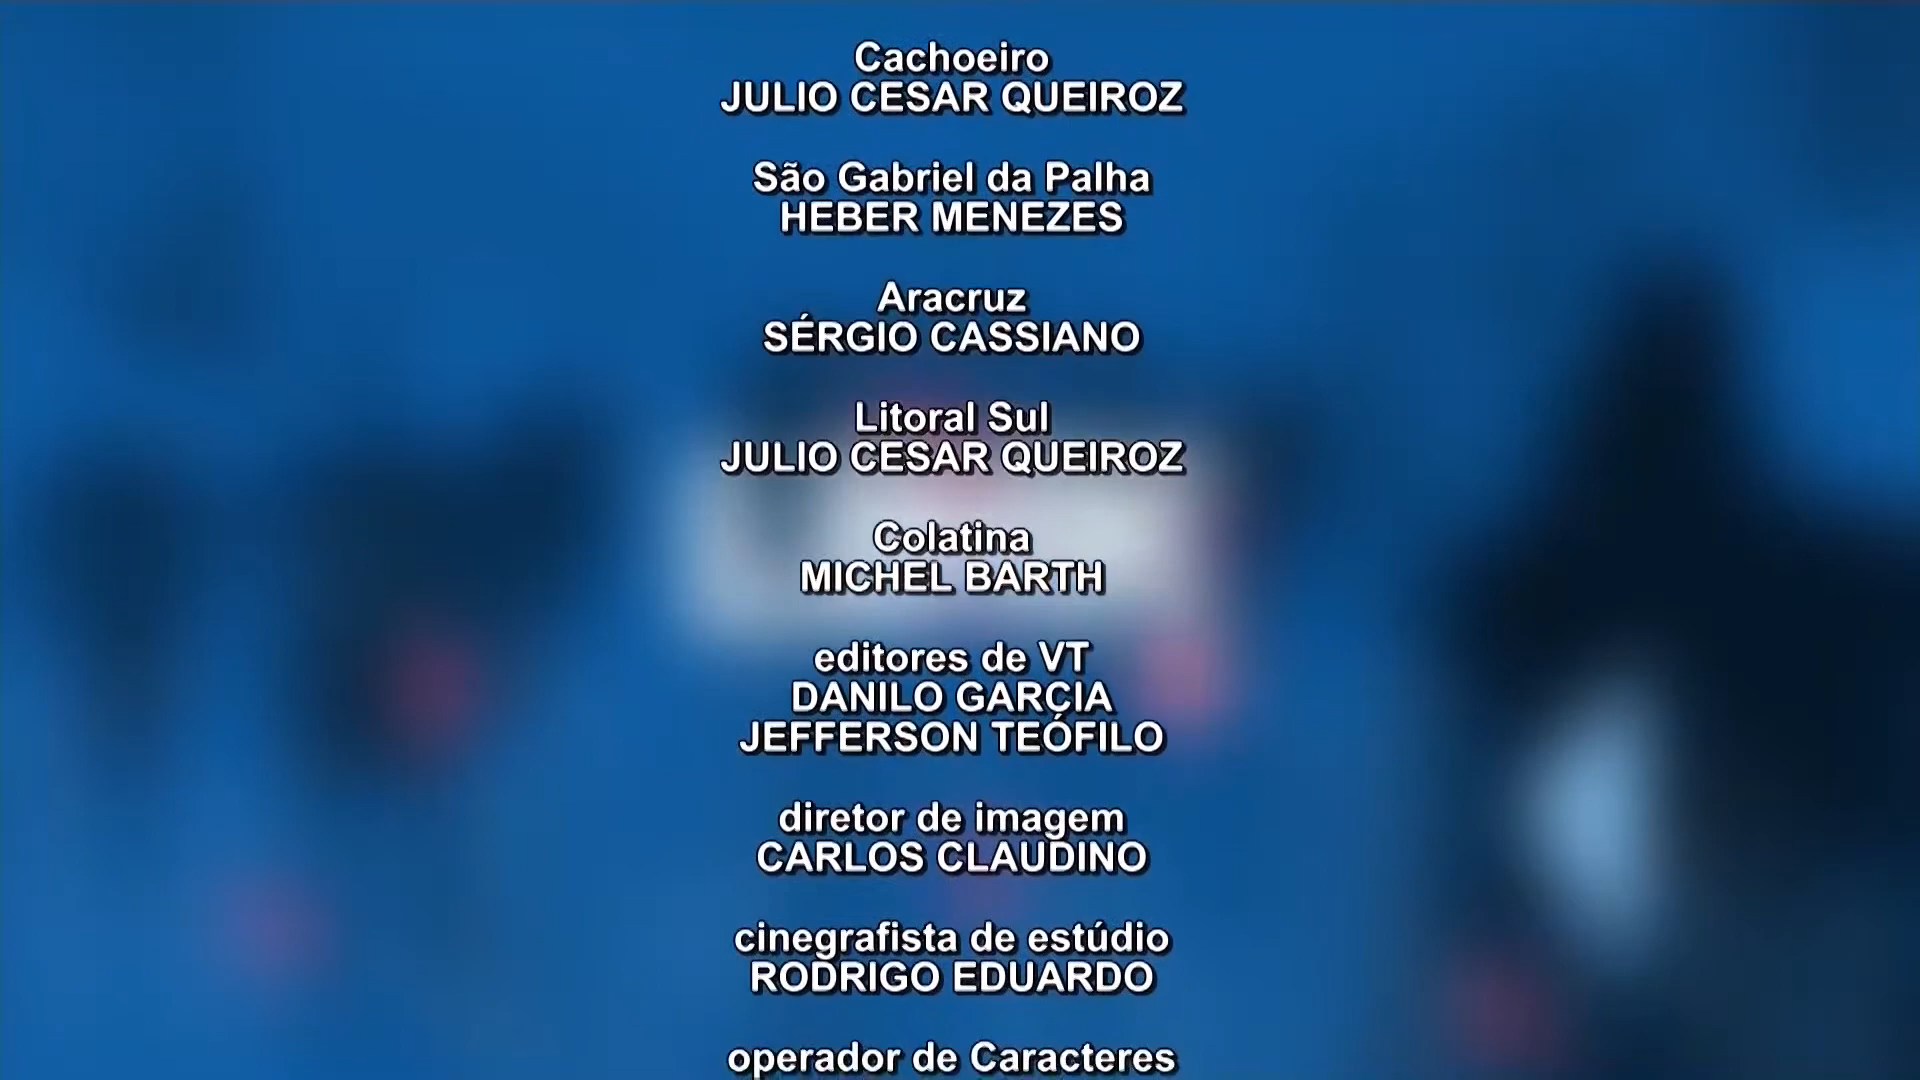 Cachoeiro
JULIO CESAR QUEIROZ
São Gabriel da Palha
HEBER MENEZES
Aracruz
SÉRGIO CASSIANO
Litoral Sul
JULIO CESAR QUEIROZ
Colatina
MICHEL BARTH
editores de VT
DANILO GARCIA
JEFFERSON TEÓFILO
diretor de imagem
CARLOS CLAUDINO
cinegrafista de estúdio
RODRIGO EDUARDO
operador de Caracteres